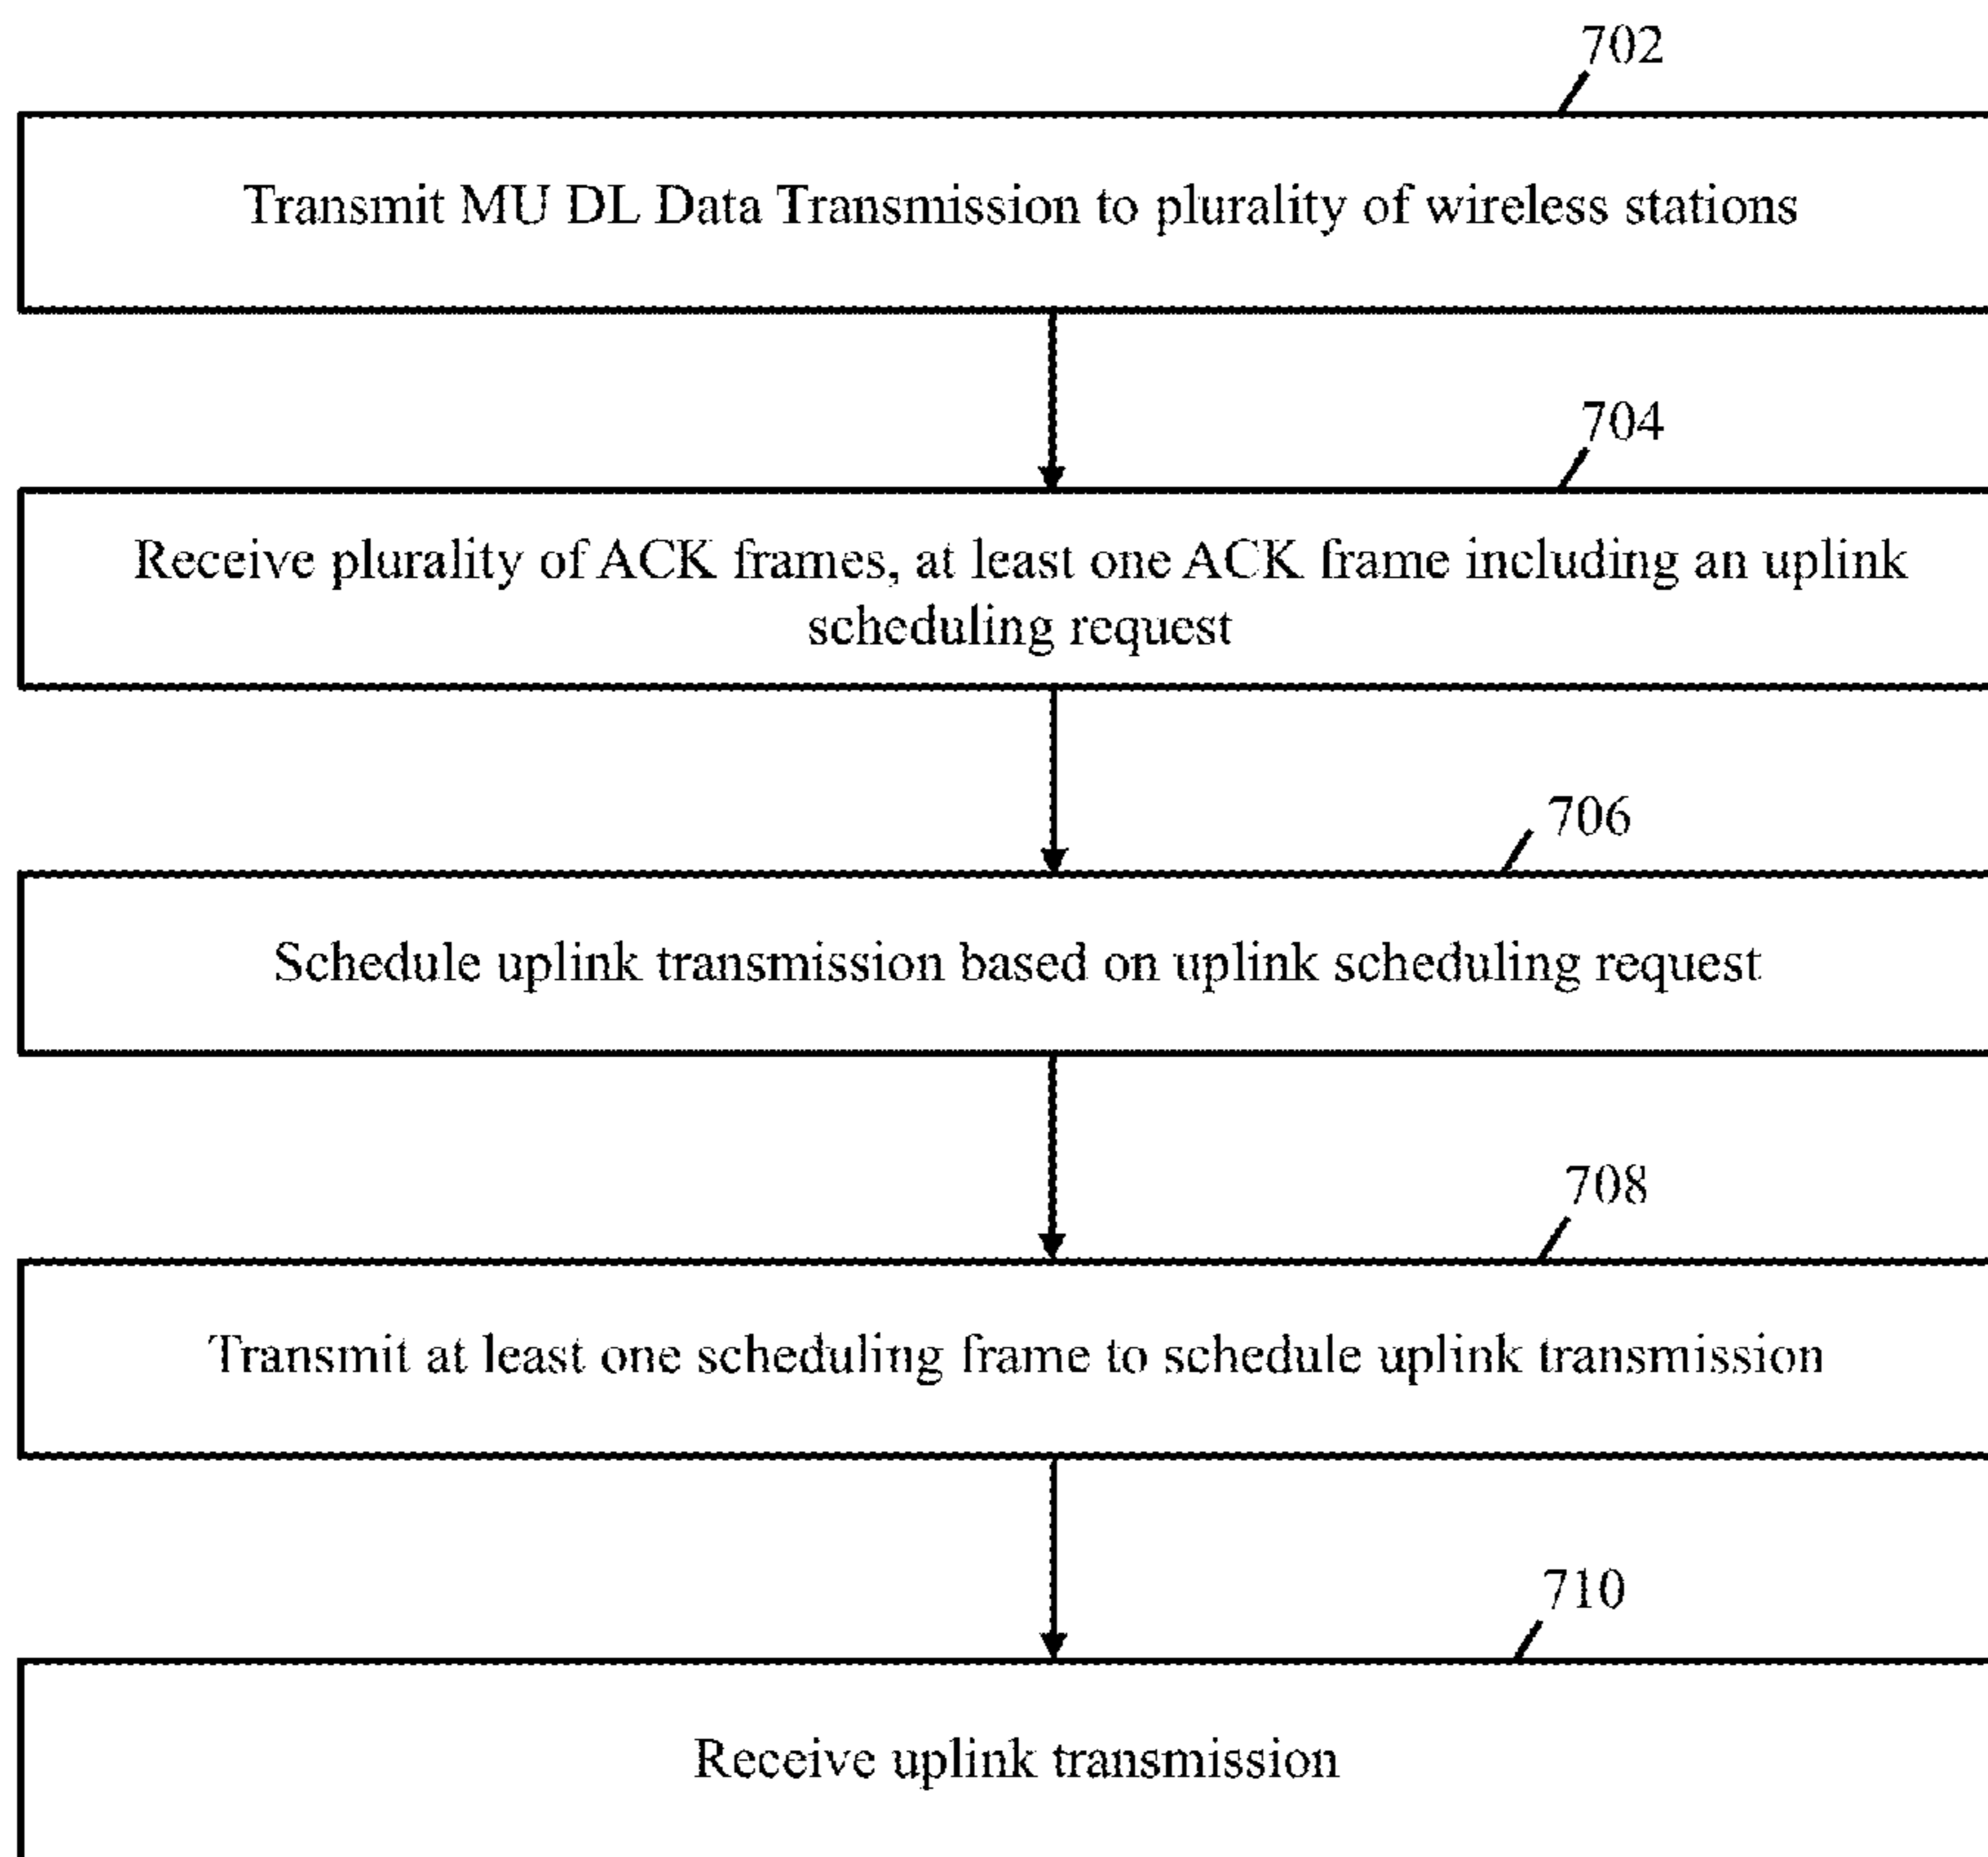 702
Transmit MU DL Data Transmission to plurality of wireless stations
704
Receive plurality of ACK frames, at least one ACK frame including an uplink
scheduling request
706
Schedule uplink transmission based on uplink scheduling request
708
Transmit at least one scheduling frame to schedule uplink transmission
710
Receive uplink transmission